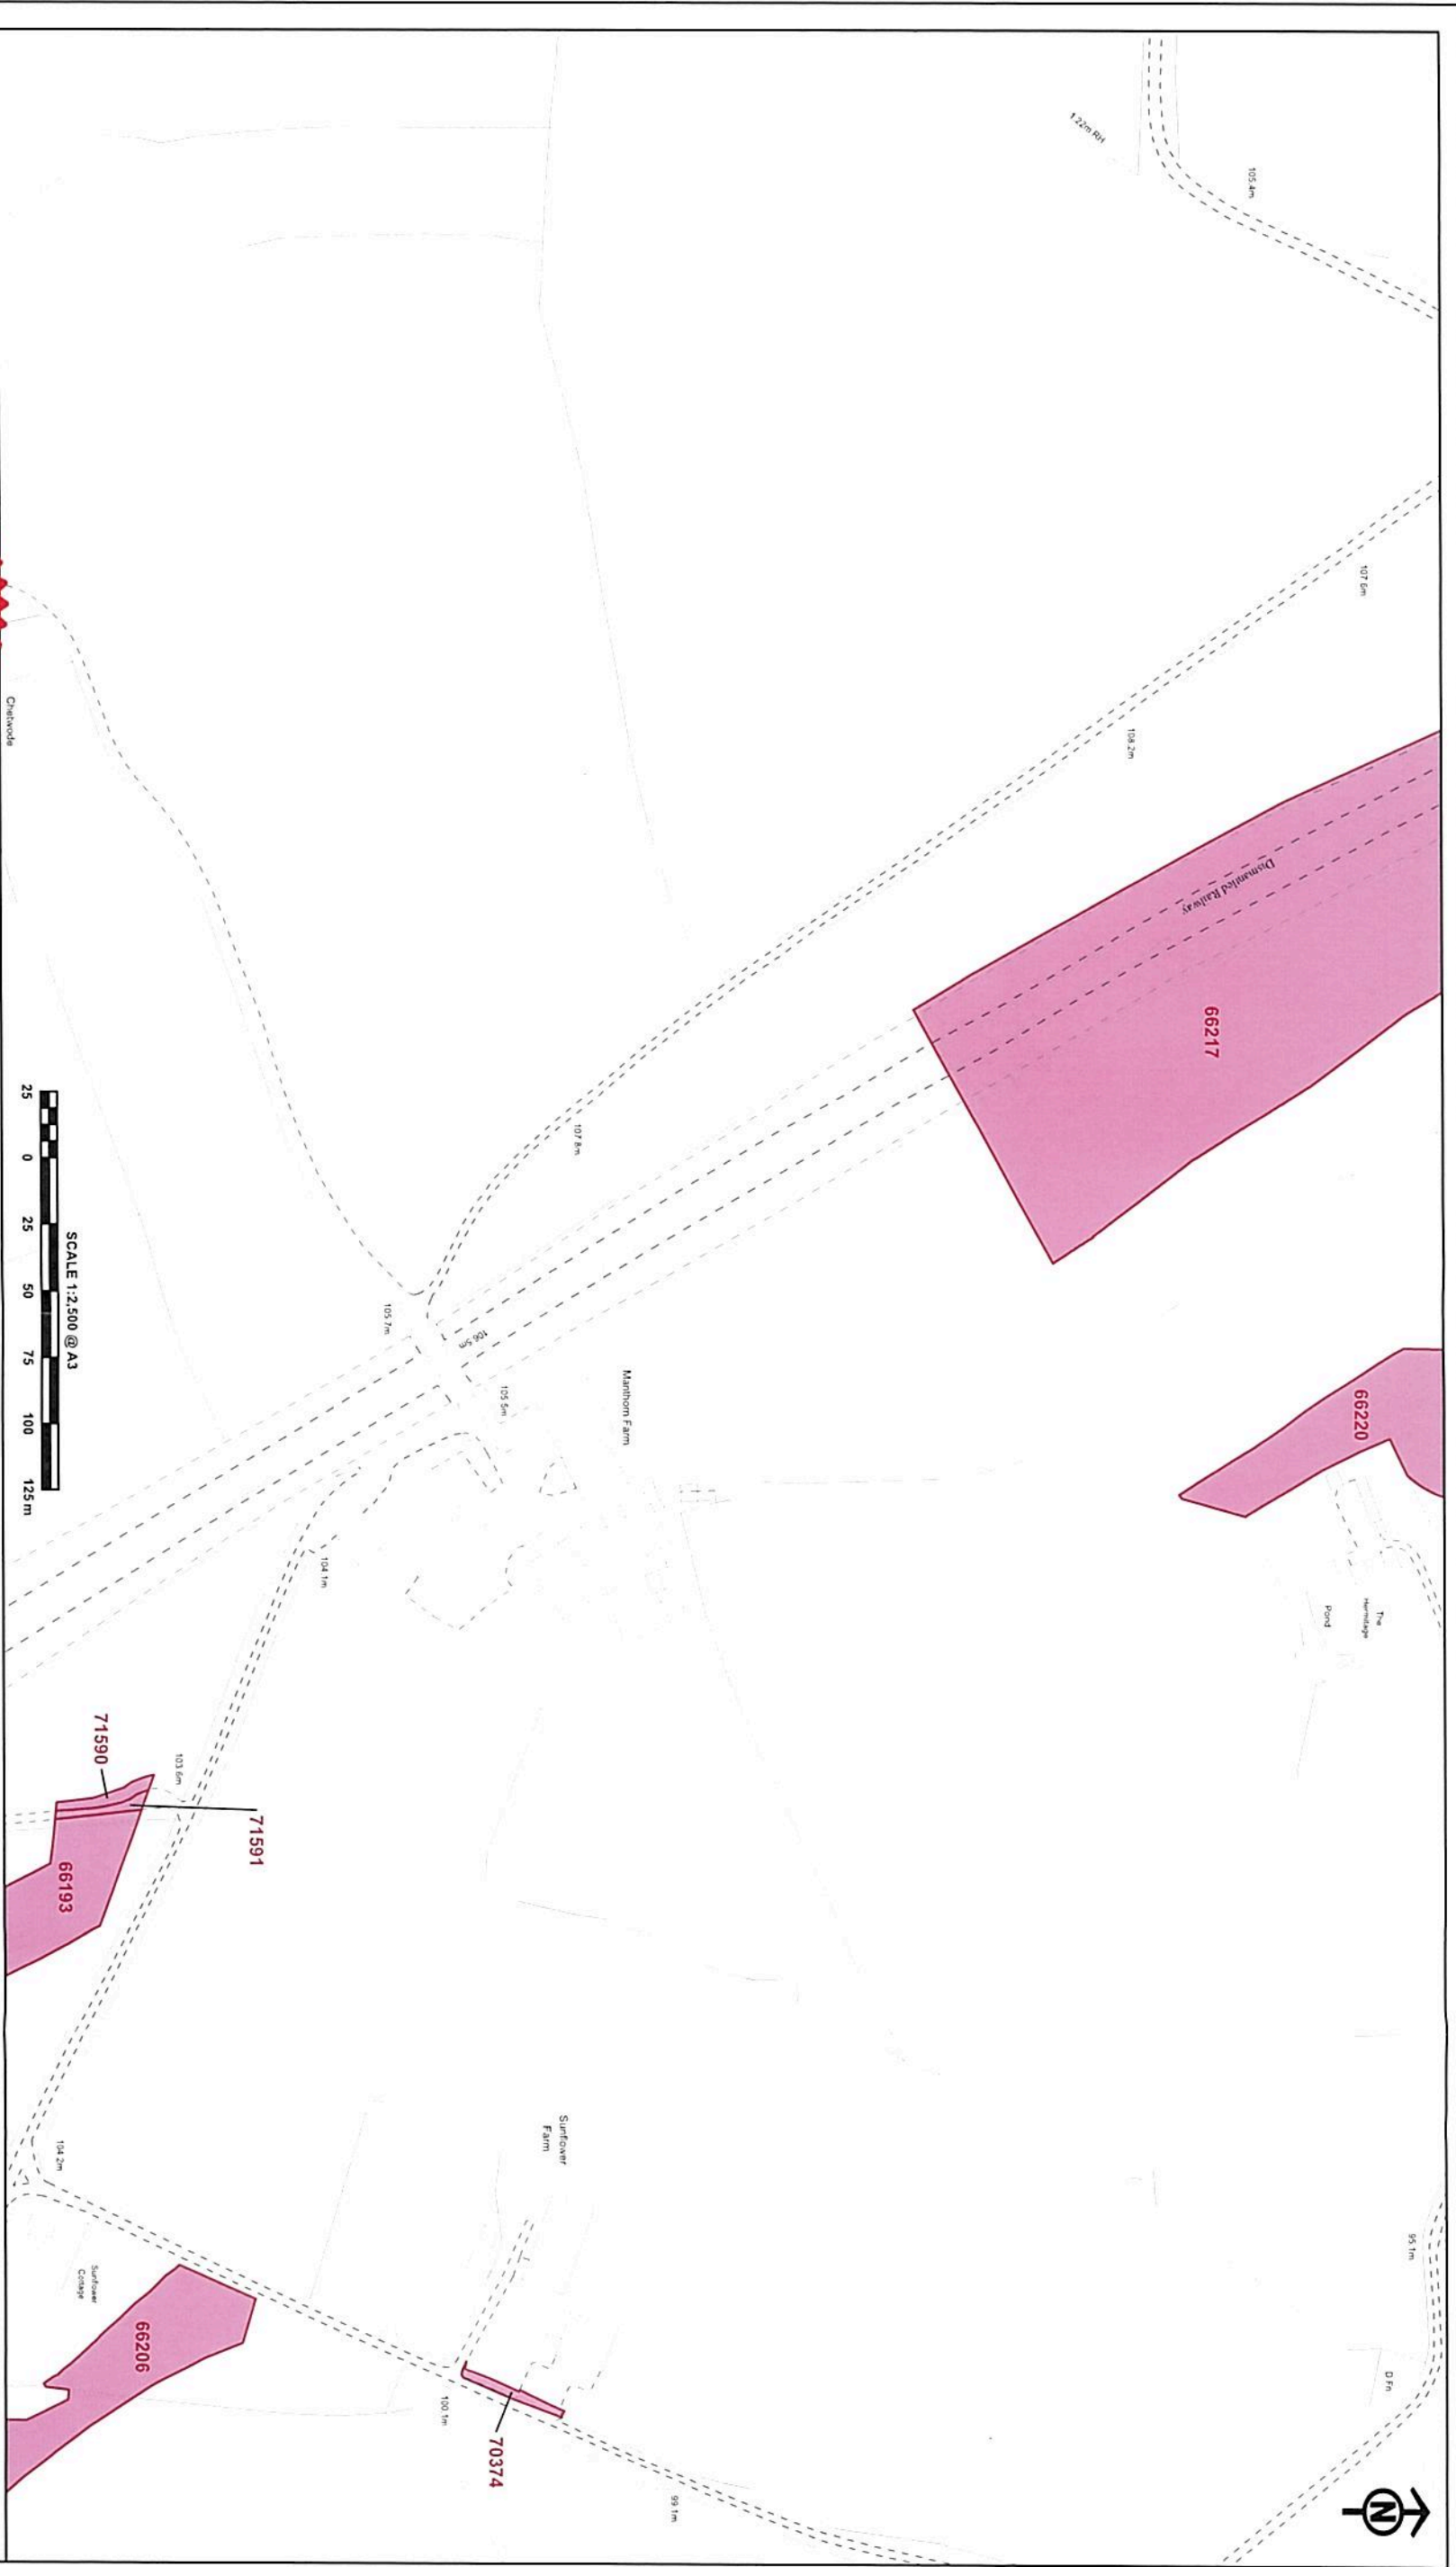 1.22m RH
105.4m
107.6m
108.2m
Dismantled Railway
66217
66220
The
Hermitage
Pond
95.1m
D Fn
N
107.8m
106.5m
105.7m
105.5m
Manthorn Farm
104.1m
Sunflower
Farm
103.6m
71590
71591
66193
104.2m
Sunflower
Cottage
66206
100.1m
70374
99.1m
Chetwode
SCALE 1:2,500 @ A3
25 0 25 50 75 100 125 m